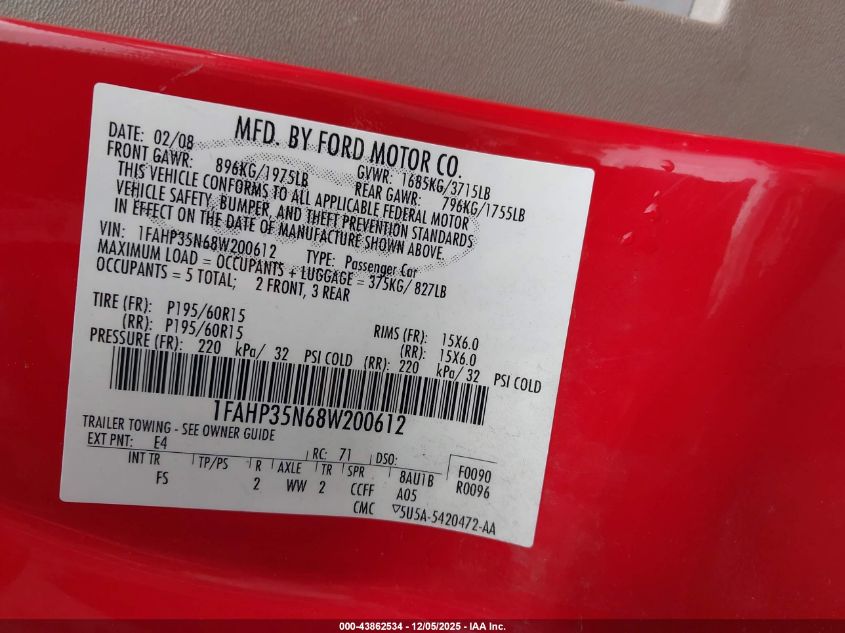 MFD. BY FORD MOTOR CO.
DATE: 02/08 GVWR: 1685KG/3715LB
FRONT GAWR: 896KG/1975LB REAR GAWR: 796KG/1755LB
THIS VEHICLE CONFORMS TO ALL APPLICABLE FEDERAL MOTOR
VEHICLE SAFETY, BUMPER, AND THEFT PREVENTION STANDARDS
IN EFFECT ON THE DATE OF MANUFACTURE SHOWN ABOVE.
VIN: 1FAHP35N68W200612 TYPE: Passenger Car
MAXIMUM LOAD = OCCUPANTS + LUGGAGE = 375KG/ 827LB
OCCUPANTS = 5 TOTAL; 2 FRONT, 3 REAR
TIRE (FR): P195/60R15 RIMS (FR): 15X6.0
(RR): P195/60R15 (RR): 15X6.0
PRESSURE (FR): 220 kPa/ 32 PSI COLD (RR): 220 kPa/ 32 PSI COLD
1FAHP35N68W200612
TRAILER TOWING - SEE OWNER GUIDE
EXT PNT: E4 RC: 71 DSO: F0090
INT TR TP/PS R AXLE TR SPR 8AU1B R0096
FS 2 WW 2 CCFF A05
CMC ▽5U5A-5420472-AA
000-43862534 - 12/05/2025 - IAA Inc.